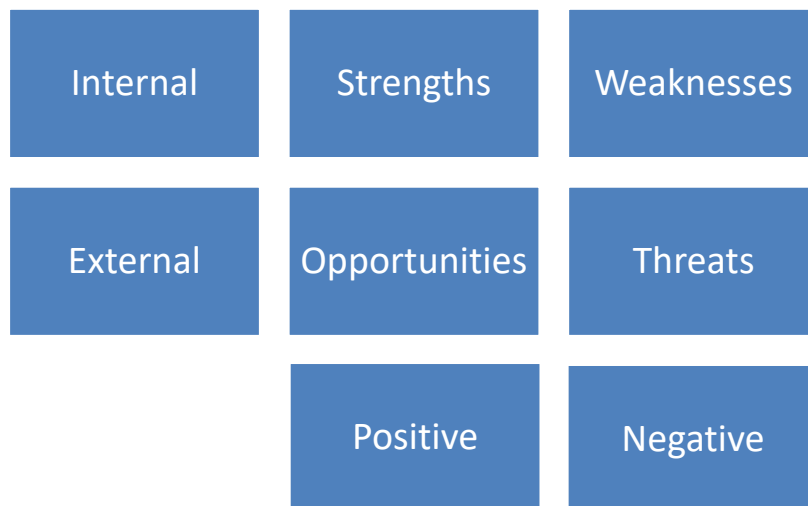 Internal
Strengths
Weaknesses
External
Opportunities
Threats
Positive
Negative